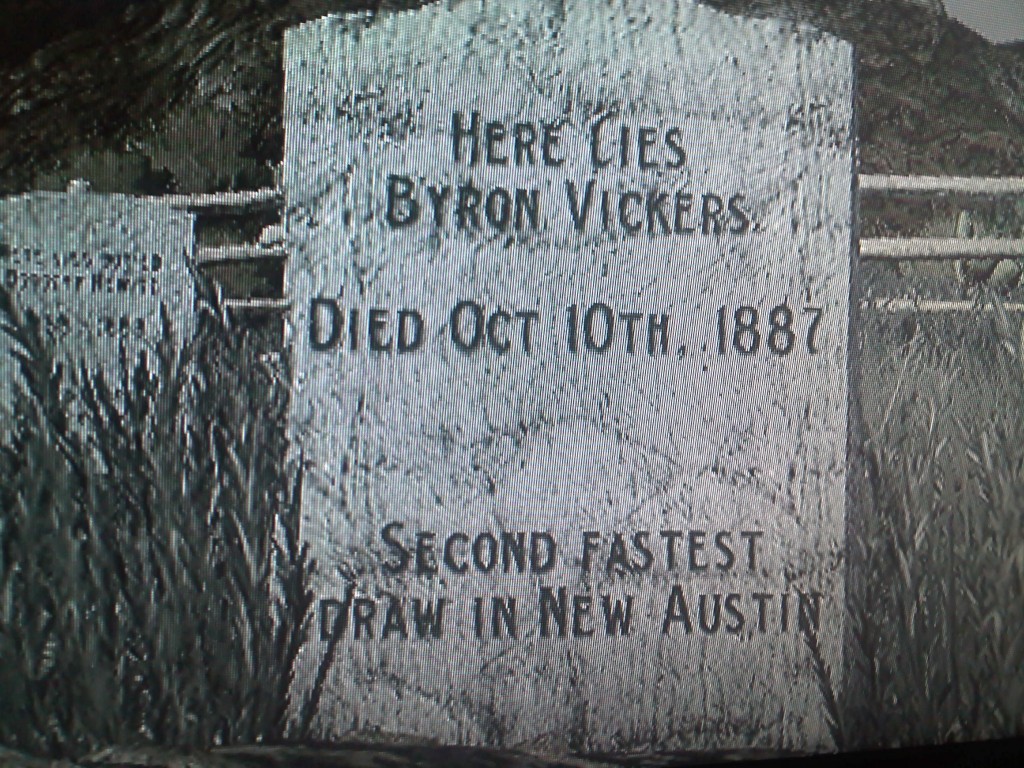 HERE LIES
BYRON VICKERS.
DIED OCT 10TH, 1887
SECOND FASTEST
DRAW IN NEW AUSTIN